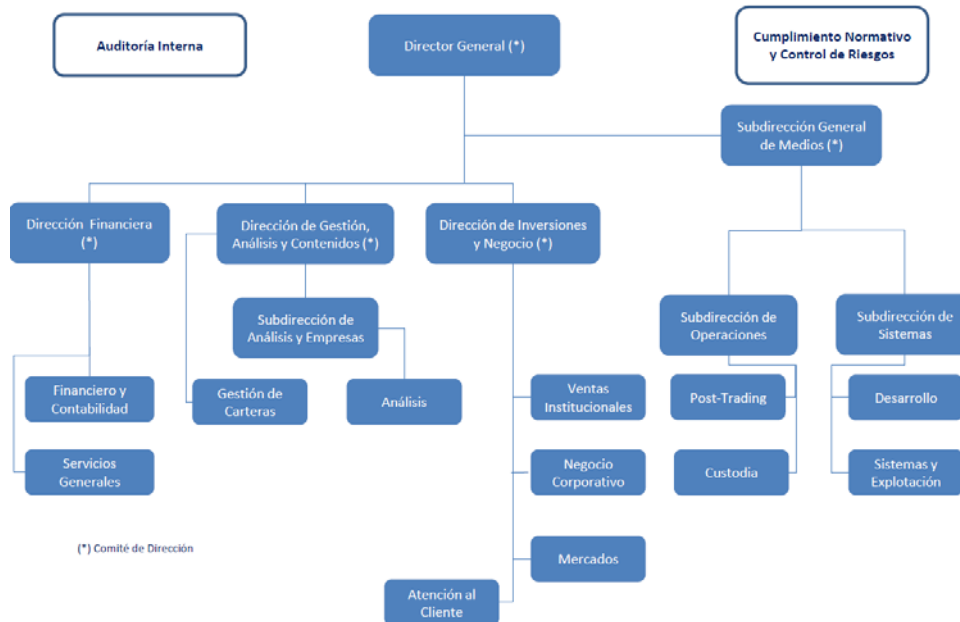 Auditoría Interna
Director General (*)
Cumplimiento Normativo
y Control de Riesgos
Subdirección General
de Medios (*)
Dirección Financiera
(*)
Dirección de Gestión,
Análisis y Contenidos (*)
Dirección de Inversiones
y Negocio (*)
Subdirección de
Análisis y Empresas
Subdirección de
Operaciones
Subdirección de
Sistemas
Financiero y
Contabilidad
Gestión de
Carteras
Análisis
Ventas
Institucionales
Post-Trading
Desarrollo
Servicios
Generales
Negocio
Corporativo
Custodia
Sistemas y
Explotación
(*) Comité de Dirección
Mercados
Atención al
Cliente